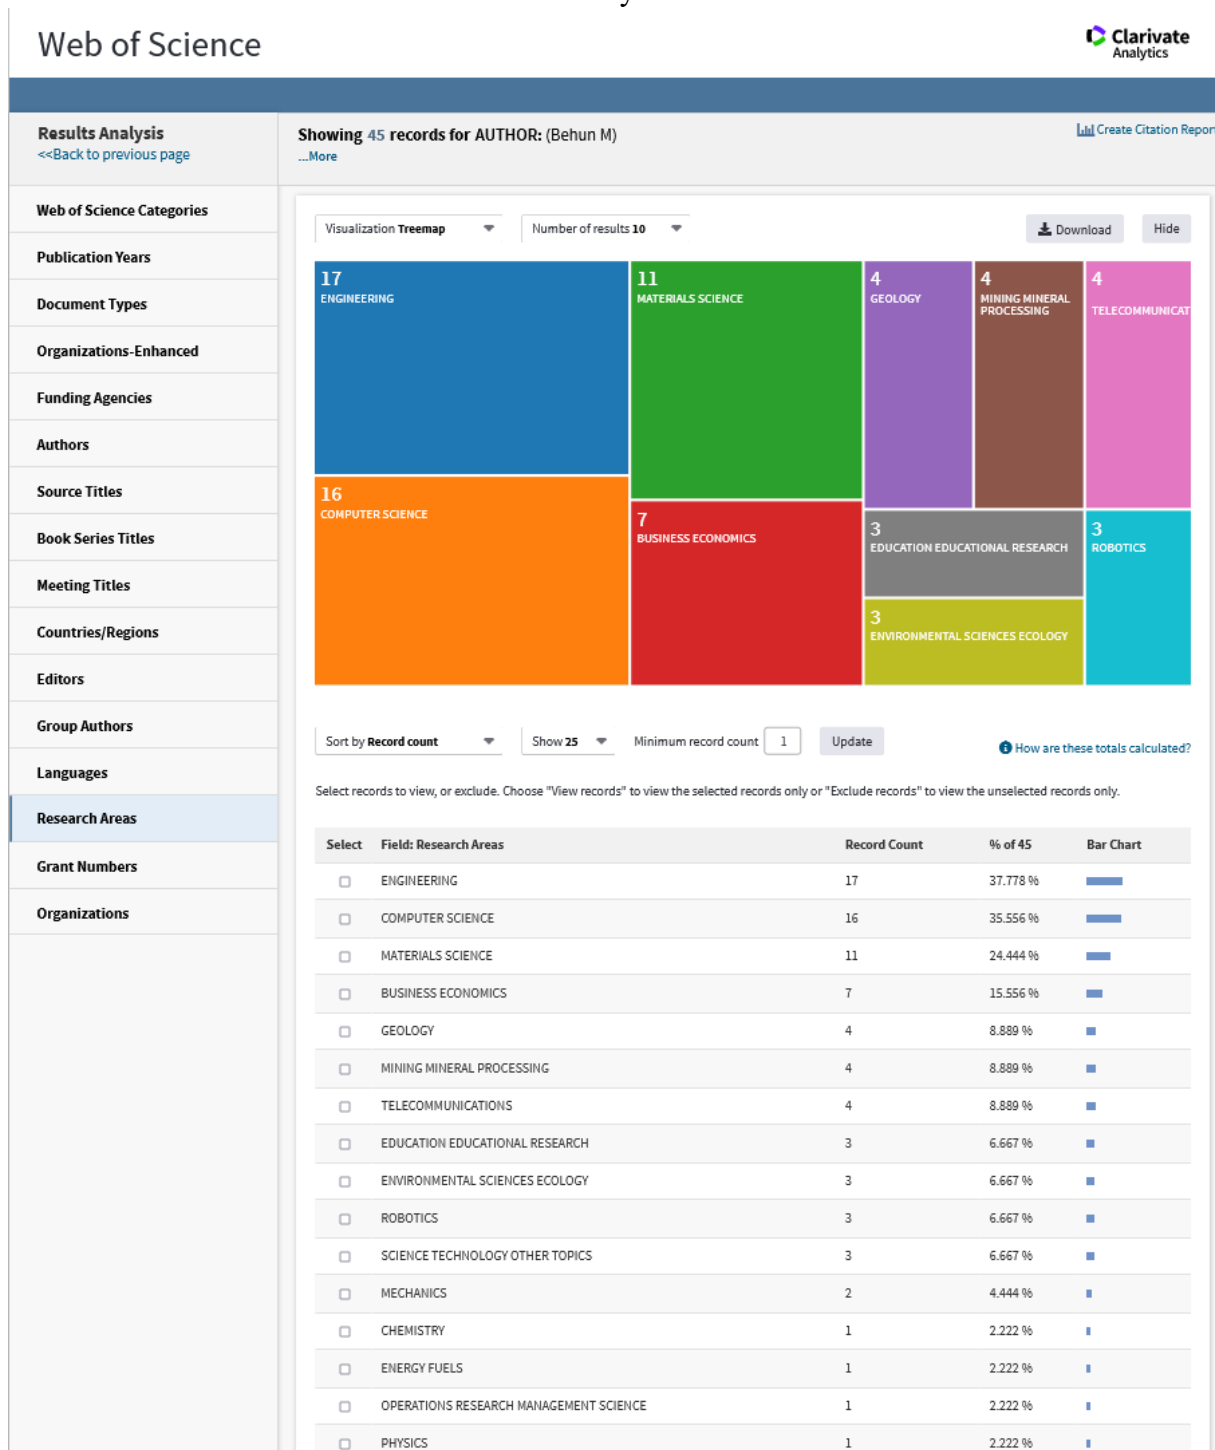 Web of Science
Clarivate
Analytics
Results Analysis
<<Back to previous page
Showing 45 records for AUTHOR: (Behun M)
...More
Create Citation Report
Web of Science Categories
Publication Years
Document Types
Organizations-Enhanced
Funding Agencies
Authors
Source Titles
Book Series Titles
Meeting Titles
Countries/Regions
Editors
Group Authors
Languages
Research Areas
Grant Numbers
Organizations
Visualization Treemap
Number of results 10
Download
Hide
17
ENGINEERING
11
MATERIALS SCIENCE
4
GEOLOGY
4
MINING MINERAL
PROCESSING
4
TELECOMMUNICAT
16
COMPUTER SCIENCE
7
BUSINESS ECONOMICS
3
EDUCATION EDUCATIONAL RESEARCH
3
ROBOTICS
3
ENVIRONMENTAL SCIENCES ECOLOGY
Sort by Record count
Show 25
Minimum record count 1
Update
How are these totals calculated?
Select records to view, or exclude. Choose "View records" to view the selected records only or "Exclude records" to view the unselected records only.
Select Field: Research Areas Record Count % of 45 Bar Chart
ENGINEERING 17 37.778 %
COMPUTER SCIENCE 16 35.556 %
MATERIALS SCIENCE 11 24.444 %
BUSINESS ECONOMICS 7 15.556 %
GEOLOGY 4 8.889 %
MINING MINERAL PROCESSING 4 8.889 %
TELECOMMUNICATIONS 4 8.889 %
EDUCATION EDUCATIONAL RESEARCH 3 6.667 %
ENVIRONMENTAL SCIENCES ECOLOGY 3 6.667 %
ROBOTICS 3 6.667 %
SCIENCE TECHNOLOGY OTHER TOPICS 3 6.667 %
MECHANICS 2 4.444 %
CHEMISTRY 1 2.222 %
ENERGY FUELS 1 2.222 %
OPERATIONS RESEARCH MANAGEMENT SCIENCE 1 2.222 %
PHYSICS 1 2.222 %